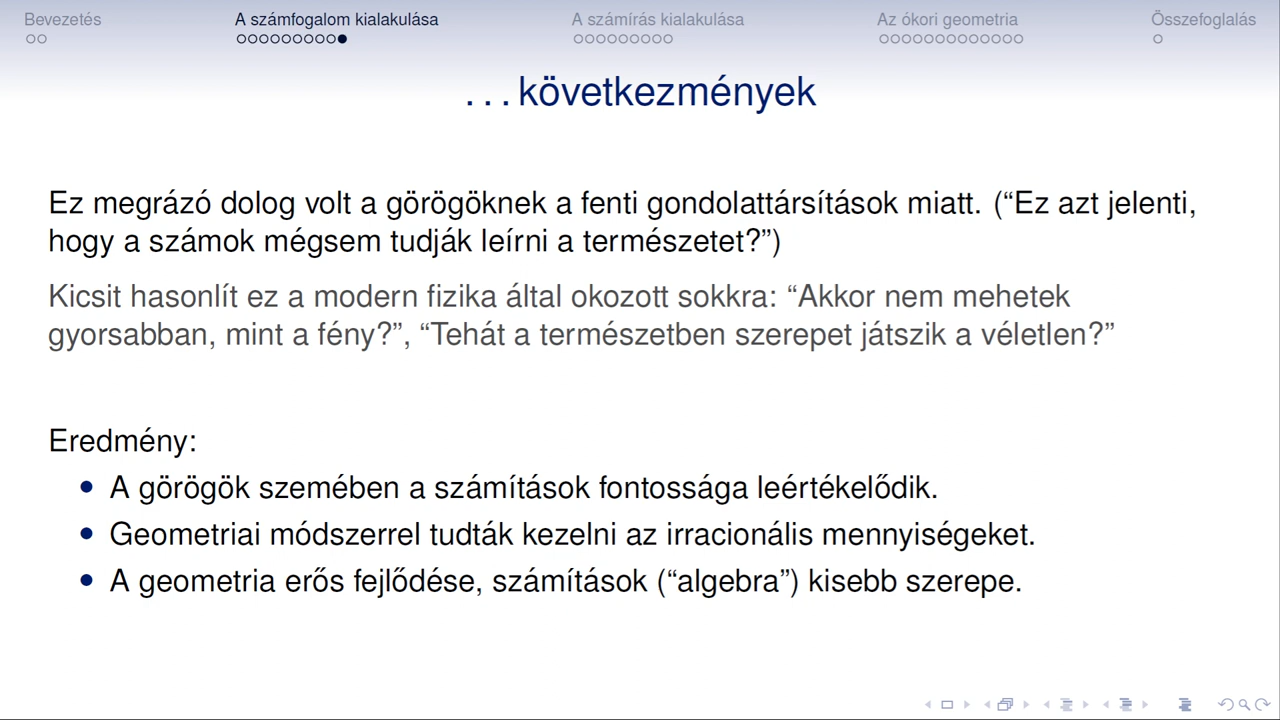 Bevezetés
A számfogalom kialakulása
A számírás kialakulása
Az ókori geometria
Összefoglalás
. . . következmények
Ez megrázó dolog volt a görögöknek a fenti gondolattársítások miatt. (“Ez azt jelenti,
hogy a számok mégsem tudják leírni a természetet?”)
Kicsit hasonlít ez a modern fizika által okozott sokkra: “Akkor nem mehetek
gyorsabban, mint a fény?”, “Tehát a természetben szerepet játszik a véletlen?”
Eredmény:
• A görögök szemében a számítások fontossága leértékelődik.
• Geometriai módszerrel tudták kezelni az irracionális mennyiségeket.
• A geometria erős fejlődése, számítások (“algebra”) kisebb szerepe.